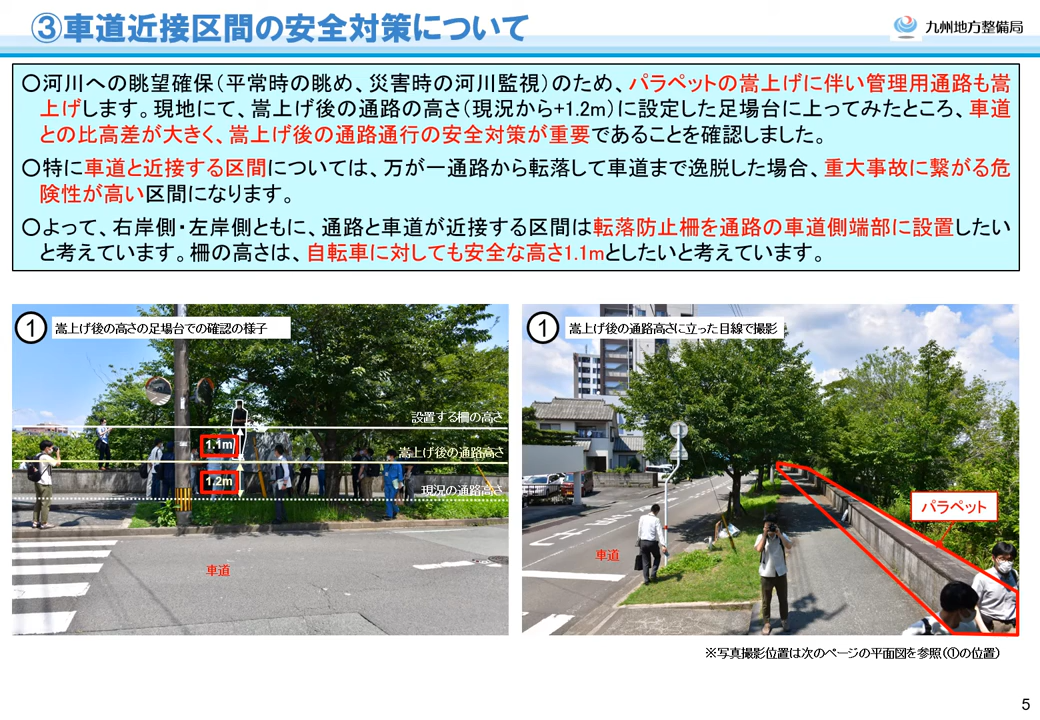 ③車道近接区間の安全対策について
九州地方整備局
○河川への眺望確保（平常時の眺め、災害時の河川監視）のため、パラペットの嵩上げに伴い管理用通路も嵩
上げします。現地にて、嵩上げ後の通路の高さ（現況から+1.2m）に設定した足場台に上ってみたところ、車道
との比高差が大きく、嵩上げ後の通路通行の安全対策が重要であることを確認しました。
○特に車道と近接する区間については、万が一通路から転落して車道まで逸脱した場合、重大事故に繋がる危
険性が高い区間になります。
○よって、右岸側・左岸側ともに、通路と車道が近接する区間は転落防止柵を通路の車道側端部に設置したい
と考えています。柵の高さは、自転車に対しても安全な高さ1.1mとしたいと考えています。
① 嵩上げ後の高さの足場台での確認の様子
設置する柵の高さ
1.1m
嵩上げ後の通路高さ
1.2m
現況の通路高さ
車道
① 嵩上げ後の通路高さに立った目線で撮影
パラペット
車道
※写真撮影位置は次のページの平面図を参照（①の位置）
5